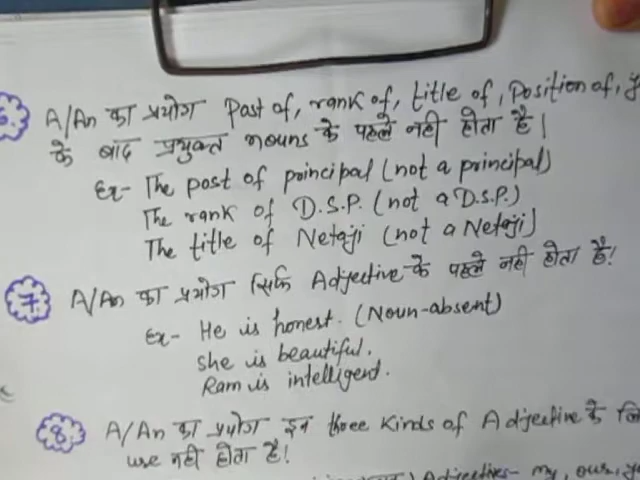 6. A/An का प्रयोग Post of, rank of, title of, Position of,
के बाद प्रयुक्त nouns के पहले नही होता है|
Ex- The post of principal (not a principal)
The rank of D.S.P. (not a D.S.P.)
The title of Netaji (not a Netaji)
7. A/An का प्रयोग सिर्फ Adjective के पहले नही होता है!
Ex- He is honest. (Noun-absent)
She is beautiful.
Ram is intelligent.
8. A/An का प्रयोग इन three kinds of Adjective के
use नही होता है!
Adjectives- my, our,